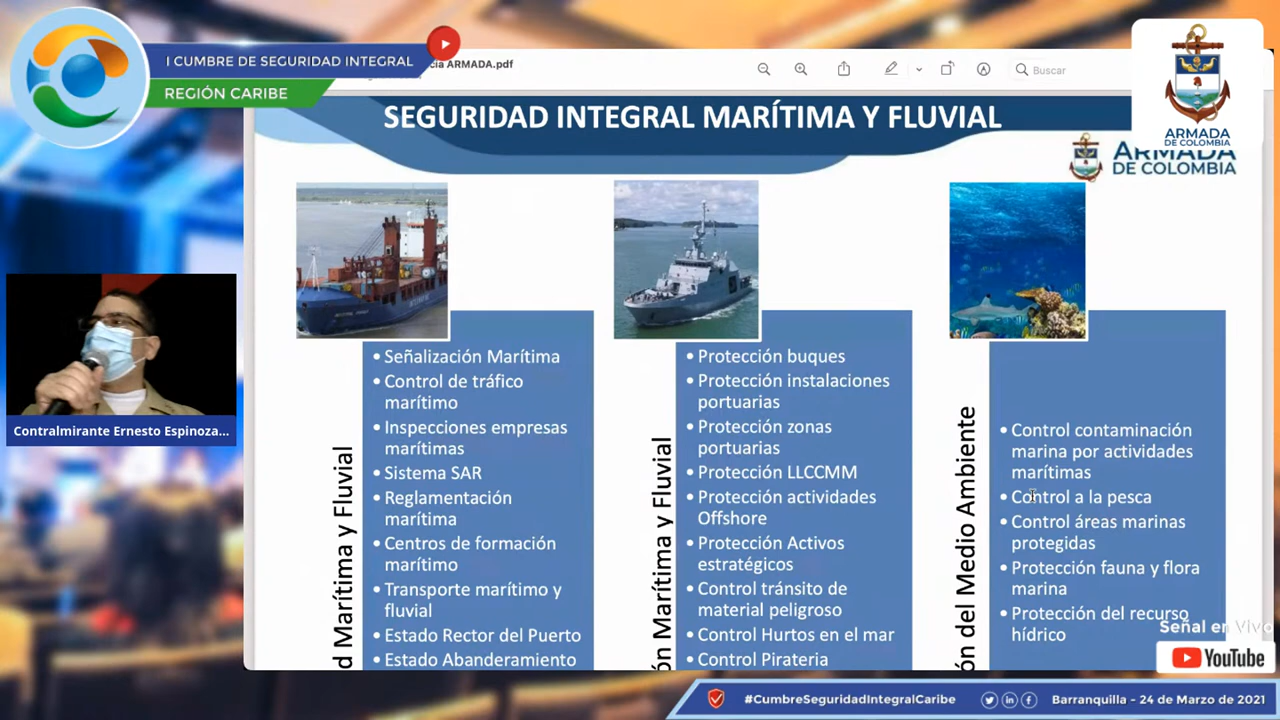 I CUMBRE DE SEGURIDAD INTEGRAL
REGIÓN CARIBE
cia ARMADA.pdf
Buscar
ARMADA
DE COLOMBIA
SEGURIDAD INTEGRAL MARÍTIMA Y FLUVIAL
ARMADA
DE COLOMBIA
d Marítima y Fluvial
• Señalización Marítima
• Control de tráfico
marítimo
• Inspecciones empresas
marítimas
• Sistema SAR
• Reglamentación
marítima
• Centros de formación
marítimo
• Transporte marítimo y
fluvial
• Estado Rector del Puerto
• Estado Abanderamiento
ón Marítima y Fluvial
• Protección buques
• Protección instalaciones
portuarias
• Protección zonas
portuarias
• Protección LLCCMM
• Protección actividades
Offshore
• Protección Activos
estratégicos
• Control tránsito de
material peligroso
• Control Hurtos en el mar
• Control Pirateria
ón del Medio Ambiente
• Control contaminación
marina por actividades
marítimas
• Control a la pesca
• Control áreas marinas
protegidas
• Protección fauna y flora
marina
• Protección del recurso
hídrico
Contralmirante Ernesto Espinoza...
Señal en Vivo
YouTube
#CumbreSeguridadIntegralCaribe
Barranquilla - 24 de Marzo de 2021